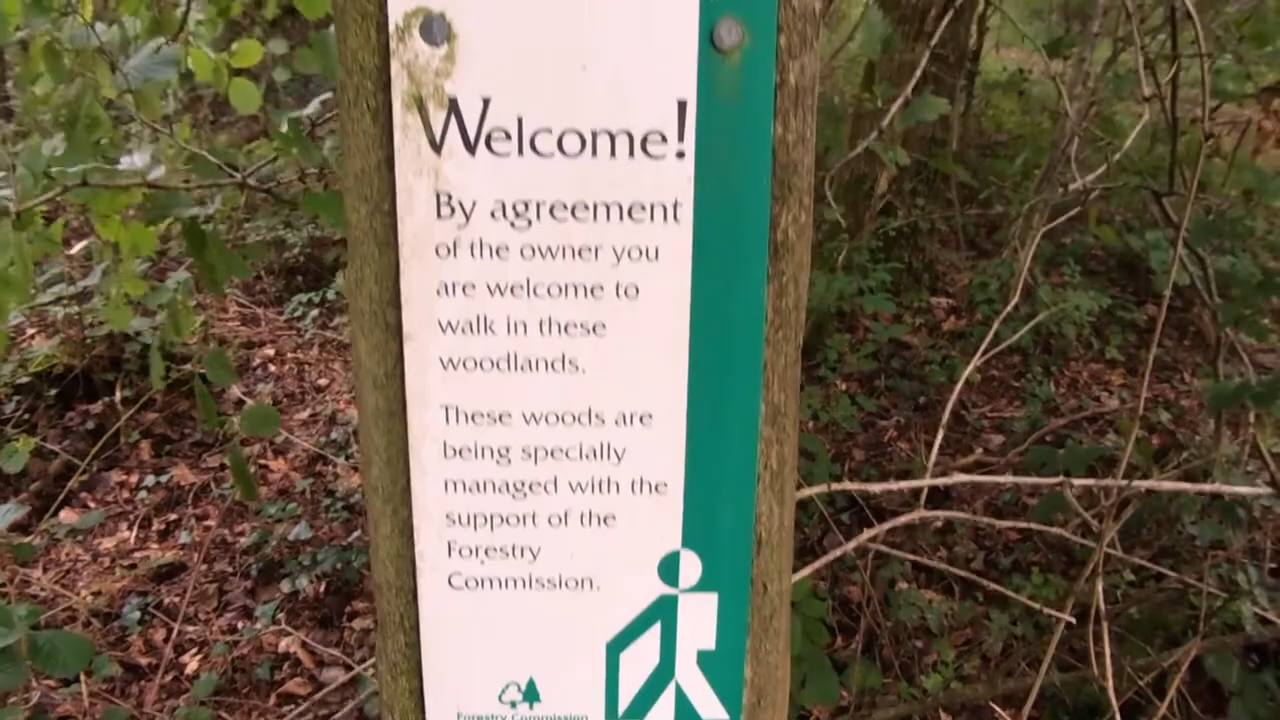 Welcome!
By agreement
of the owner you
are welcome to
walk in these
woodlands.
These woods are
being specially
managed with the
support of the
Forestry
Commission.
Forestry Commission